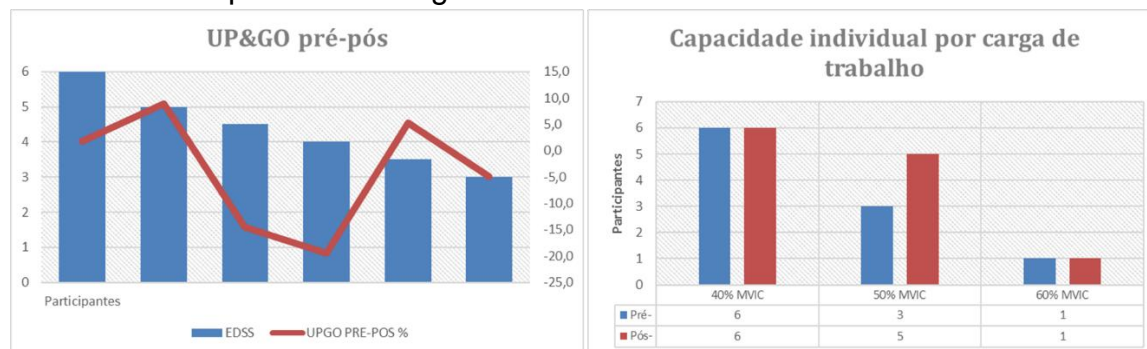 UP&GO pré-pós
6
5
4
3
2
1
0
15,0
10,0
5,0
0,0
-5,0
-10,0
-15,0
-20,0
-25,0
Participantes
EDSS UPGO PRE-POS %
Capacidade individual por carga de
trabalho
Participantes
7
6
5
4
3
2
1
0
40% MVIC 50% MVIC 60% MVIC
Pré- 6 3 1
Pós- 6 5 1